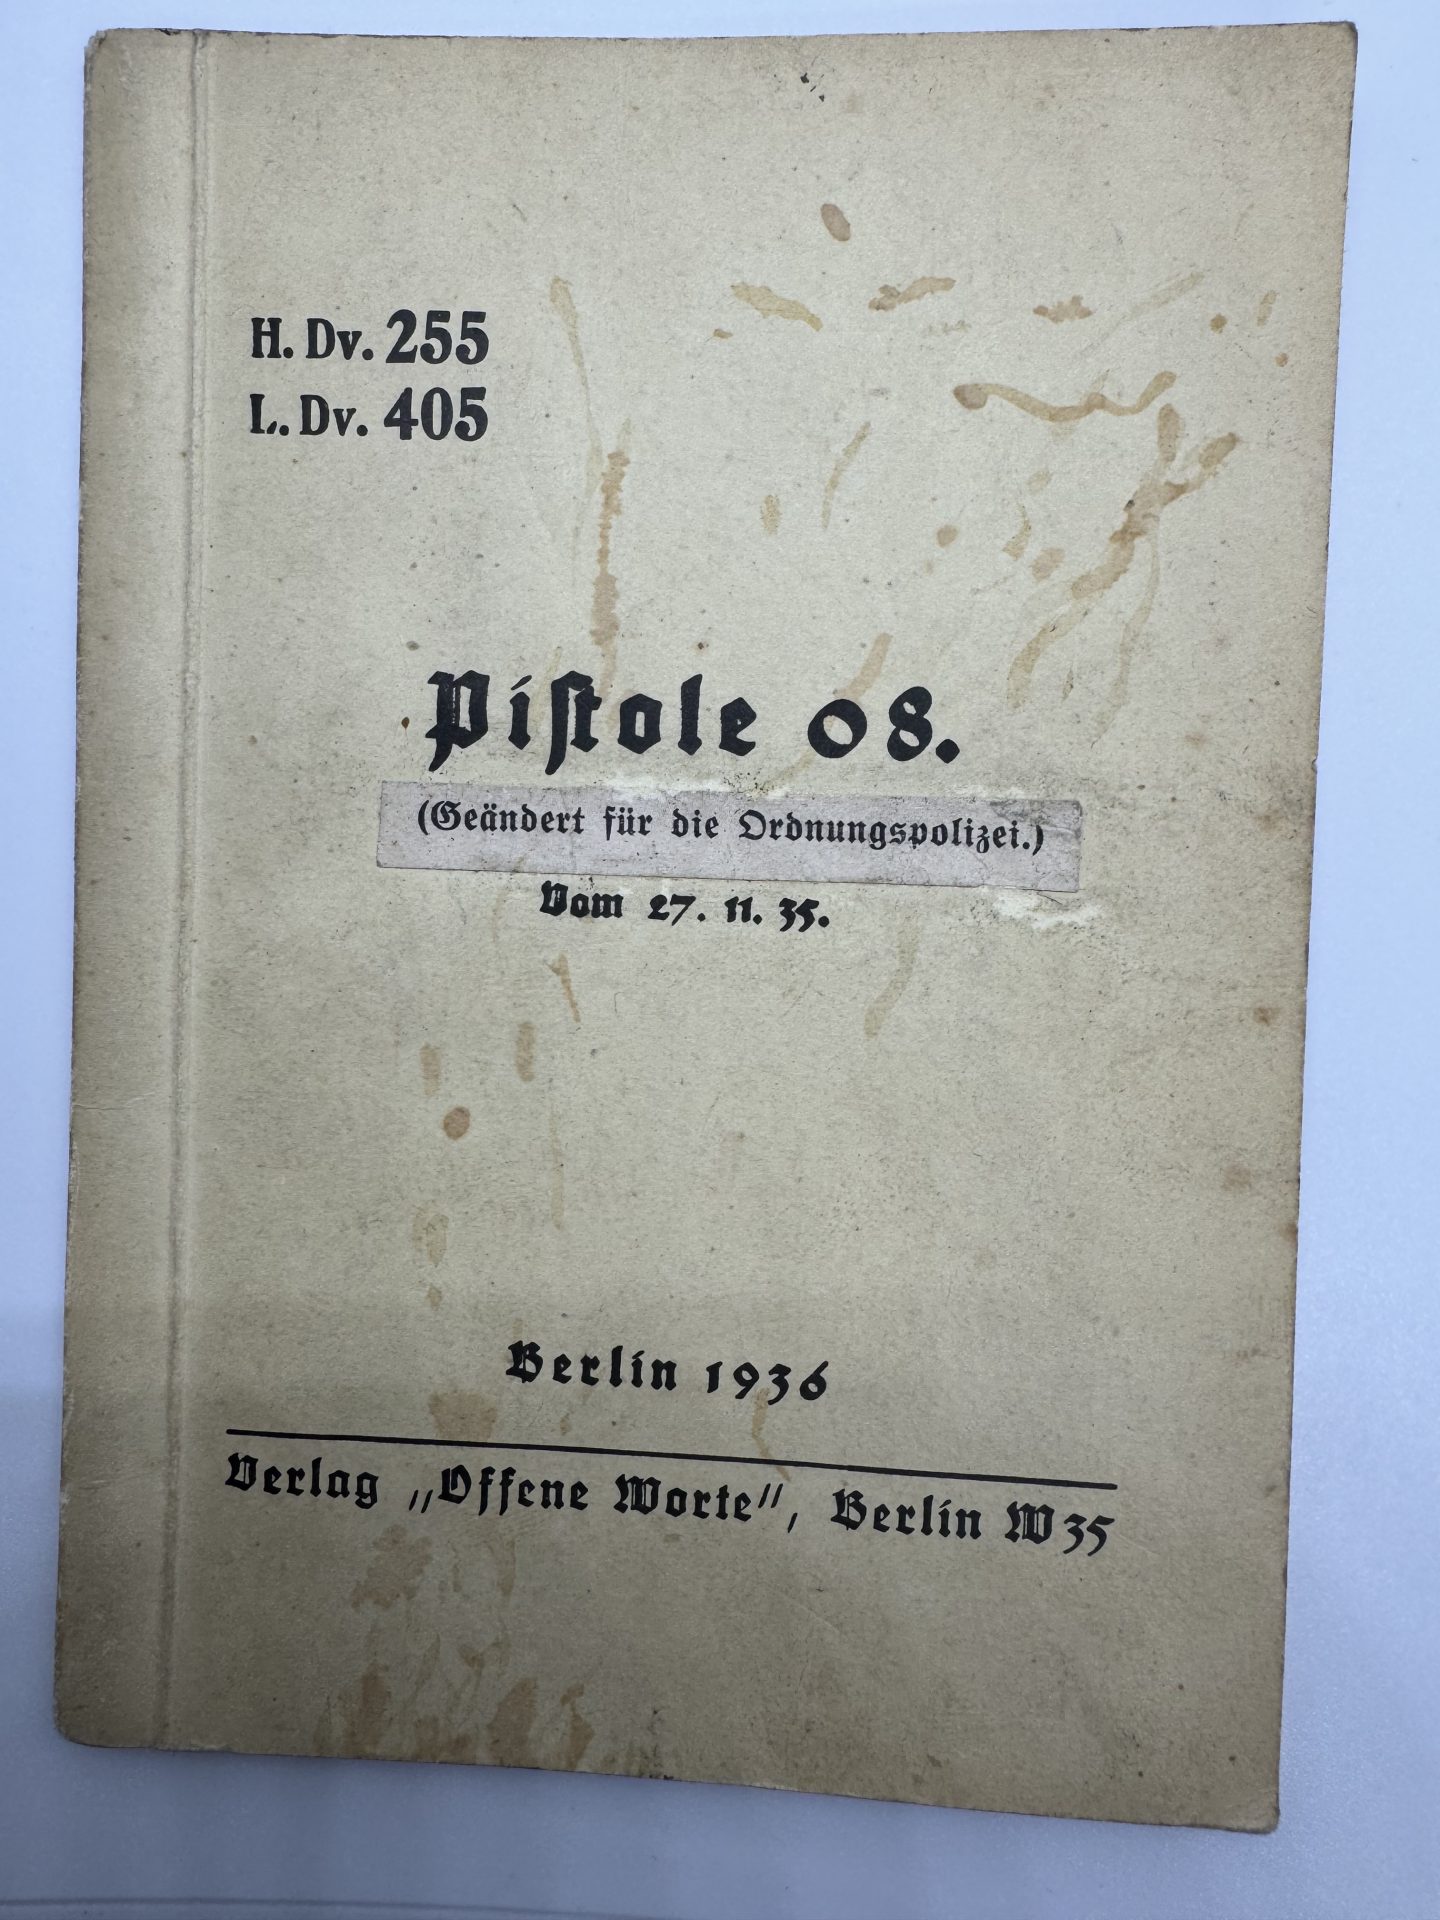 H. Dv. 255
L. Dv. 405
Pistole 08.
(Geändert für die Ordnungspolizei.)
Vom 27. 11. 35.
Berlin 1936
Verlag „Offene Worte“, Berlin W35